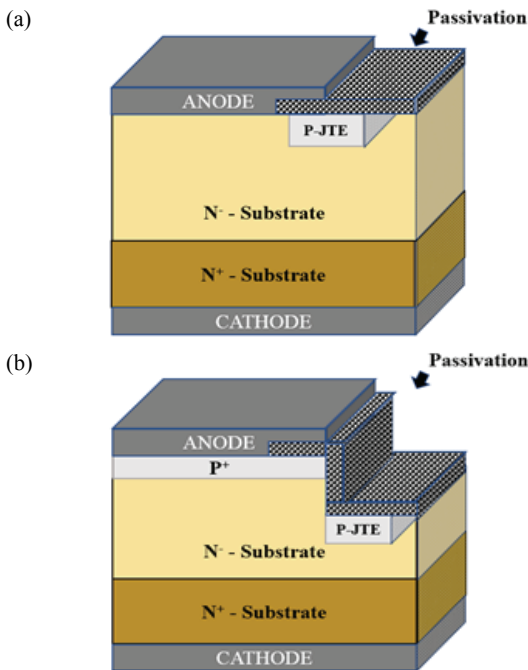 (a)
Passivation
ANODE
P-JTE
N⁻ - Substrate
N⁺ - Substrate
CATHODE
(b)
Passivation
ANODE
P⁺
P-JTE
N⁻ - Substrate
N⁺ - Substrate
CATHODE